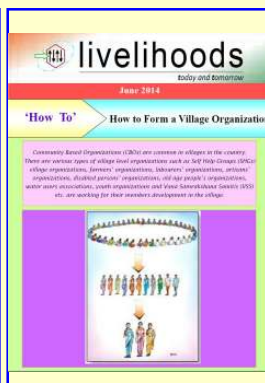 livelihoods
today and tomorrow
June 2014
'How To'
How to Form a Village Organization
Community Based Organizations (CBOs) are common in villages in the country.
There are various types of village level organizations such as Self Help Groups (SHGs)
village organizations, farmers' organizations, labourers' organizations, artisans'
organizations, disabled persons' organizations, old age people's organizations,
water users associations, youth organizations and Vana Samrakshana Samitis (VSS)
etc. are working for their members development in the village.